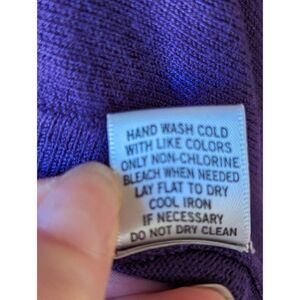 HAND WASH COLD
WITH LIKE COLORS
ONLY NON-CHLORINE
BLEACH WHEN NEEDED
LAY FLAT TO DRY
COOL IRON
IF NECESSARY
DO NOT DRY CLEAN